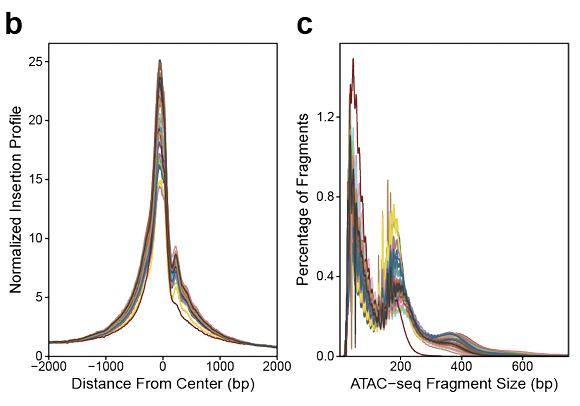 b
c
Normalized Insertion Profile
25
20
15
10
5
0
−2000 −1000 0 1000 2000
Distance From Center (bp)
Percentage of Fragments
1.2
0.8
0.4
0.0
200 400 600
ATAC−seq Fragment Size (bp)